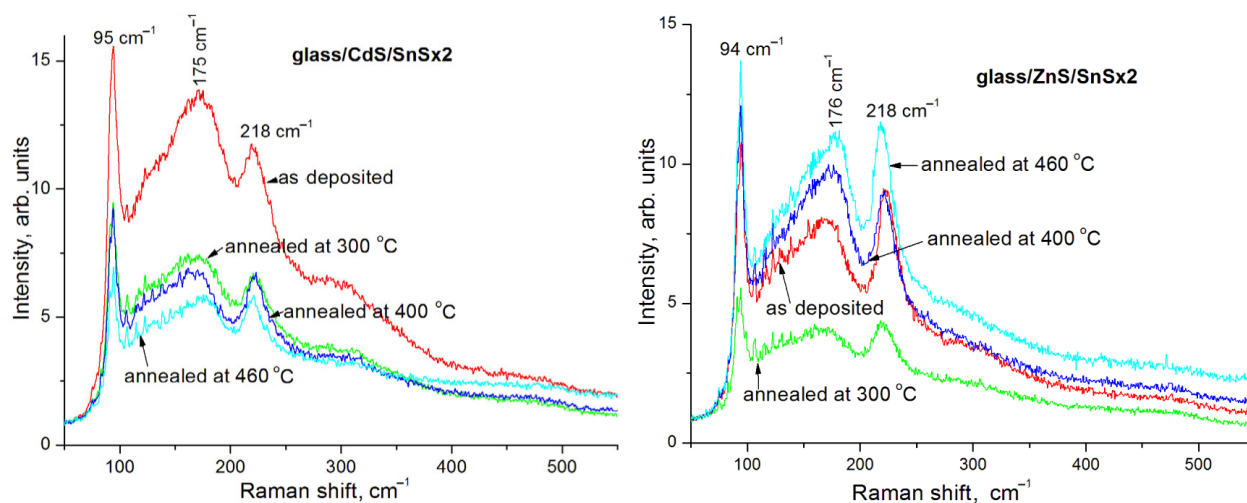 glass/CdS/SnSx2
95 cm⁻¹
175 cm⁻¹
218 cm⁻¹
as deposited
annealed at 300 °C
annealed at 400 °C
annealed at 460 °C
Intensity, arb. units
15
10
5
0
100 200 300 400 500
Raman shift, cm⁻¹
glass/ZnS/SnSx2
94 cm⁻¹
176 cm⁻¹
218 cm⁻¹
annealed at 460 °C
annealed at 400 °C
as deposited
annealed at 300 °C
Intensity, arb. units
15
10
5
0
100 200 300 400 500
Raman shift, cm⁻¹